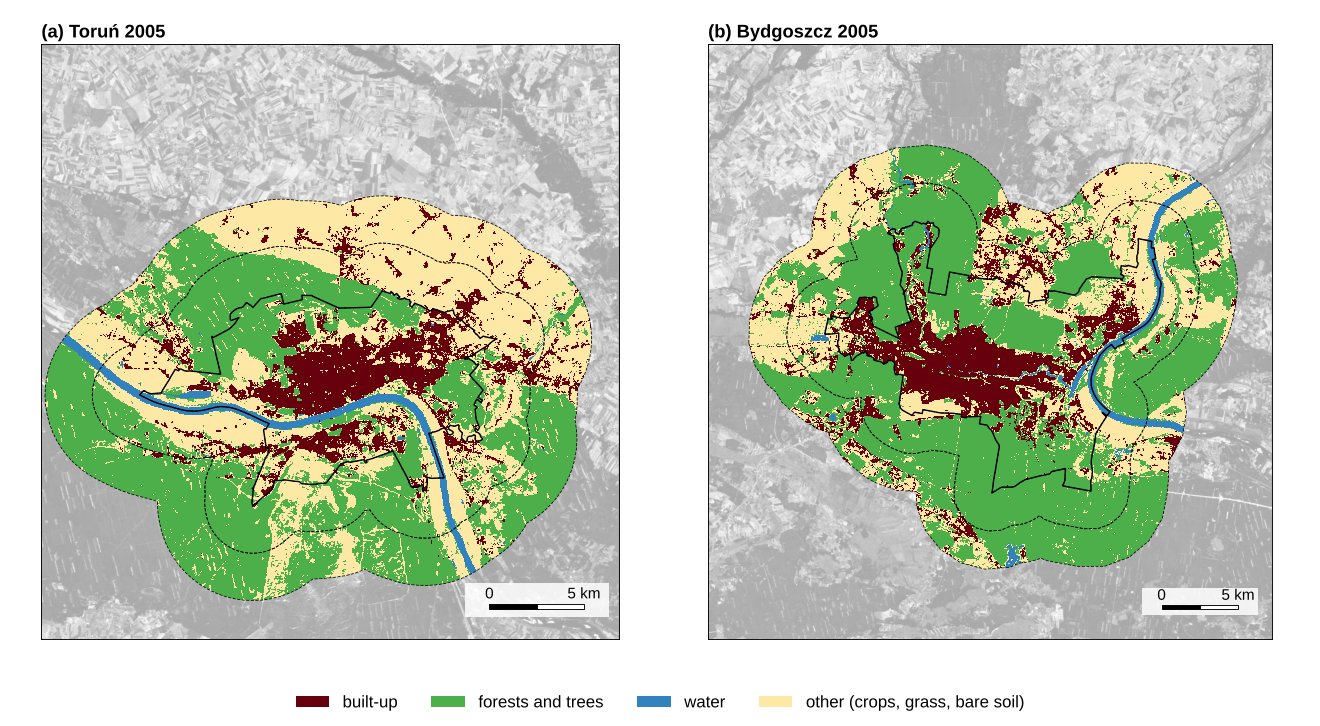 (a) Toruń 2005
(b) Bydgoszcz 2005
0 5 km
0 5 km
built-up forests and trees water other (crops, grass, bare soil)